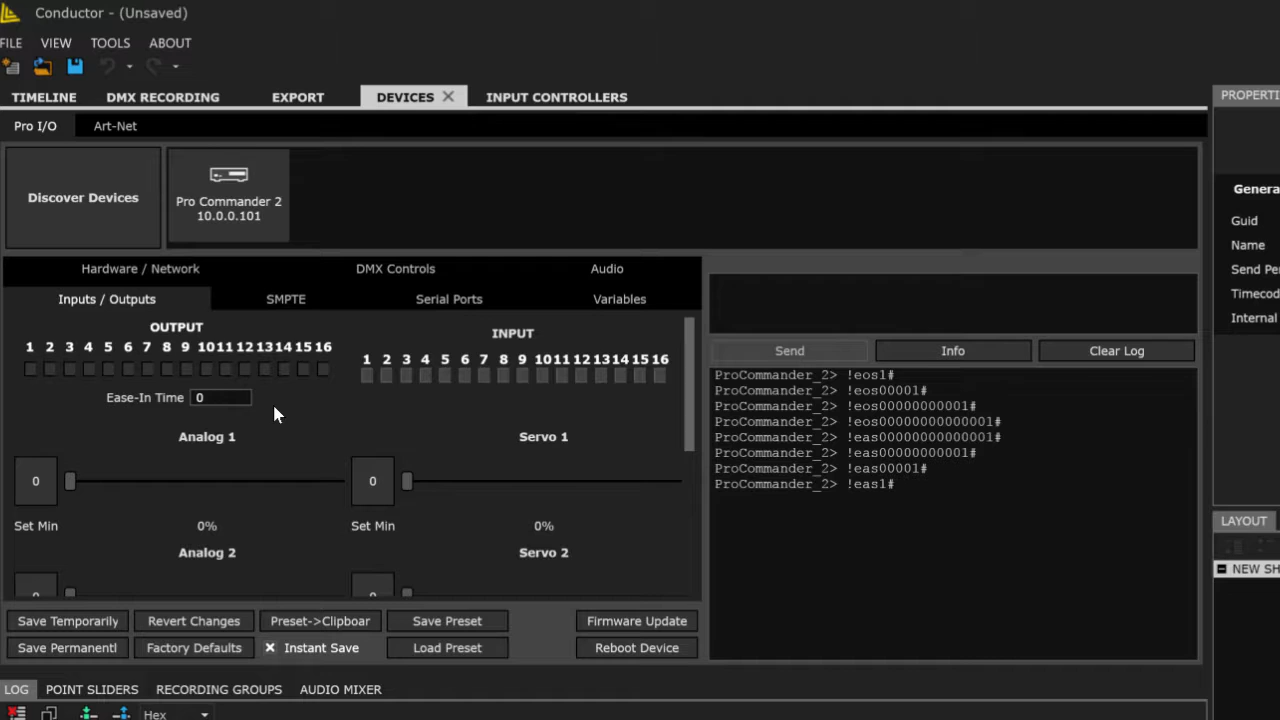 Conductor - (Unsaved)
FILE VIEW TOOLS ABOUT
TIMELINE DMX RECORDING EXPORT DEVICES INPUT CONTROLLERS
PROPERTI
Pro I/O Art-Net
Discover Devices
Pro Commander 2
10.0.0.101
Genera
Guid
Name
Send Pe
Timecod
Internal
Hardware / Network DMX Controls Audio
Inputs / Outputs SMPTE Serial Ports Variables
OUTPUT
1 2 3 4 5 6 7 8 9 10 11 12 13 14 15 16
INPUT
1 2 3 4 5 6 7 8 9 10 11 12 13 14 15 16
Ease-In Time 0
Analog 1 Servo 1
0 0
Set Min 0% Set Min 0%
Analog 2 Servo 2
0 0
Send Info Clear Log
ProCommander_2> !eos1#
ProCommander_2> !eos00001#
ProCommander_2> !eos00000000001#
ProCommander_2> !eos00000000000001#
ProCommander_2> !eas00000000000001#
ProCommander_2> !eas00000000001#
ProCommander_2> !eas00001#
ProCommander_2> !eas1#
Save Temporarily Revert Changes Preset->Clipboar Save Preset Firmware Update
Save Permanentl Factory Defaults Instant Save Load Preset Reboot Device
LAYOUT
NEW SH
LOG POINT SLIDERS RECORDING GROUPS AUDIO MIXER
Hex